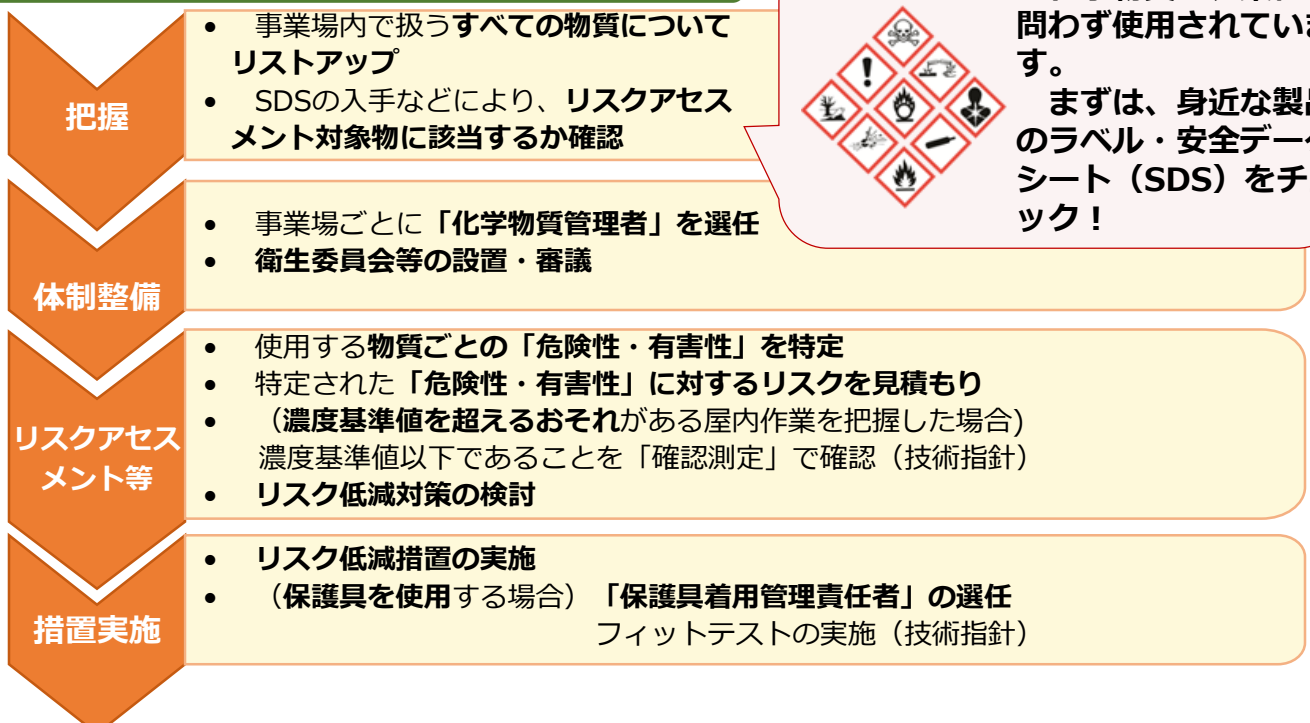 把握
• 事業場内で扱うすべての物質について
リストアップ
• SDSの入手などにより、リスクアセス
メント対象物に該当するか確認
問わず使用されていま
す。
まずは、身近な製品
のラベル・安全データ
シート（SDS）をチ
ック！
体制整備
• 事業場ごとに「化学物質管理者」を選任
• 衛生委員会等の設置・審議
リスクアセス
メント等
• 使用する物質ごとの「危険性・有害性」を特定
• 特定された「危険性・有害性」に対するリスクを見積もり
• （濃度基準値を超えるおそれがある屋内作業を把握した場合)
濃度基準値以下であることを「確認測定」で確認（技術指針）
• リスク低減対策の検討
措置実施
• リスク低減措置の実施
• （保護具を使用する場合）「保護具着用管理責任者」の選任
フィットテストの実施（技術指針）